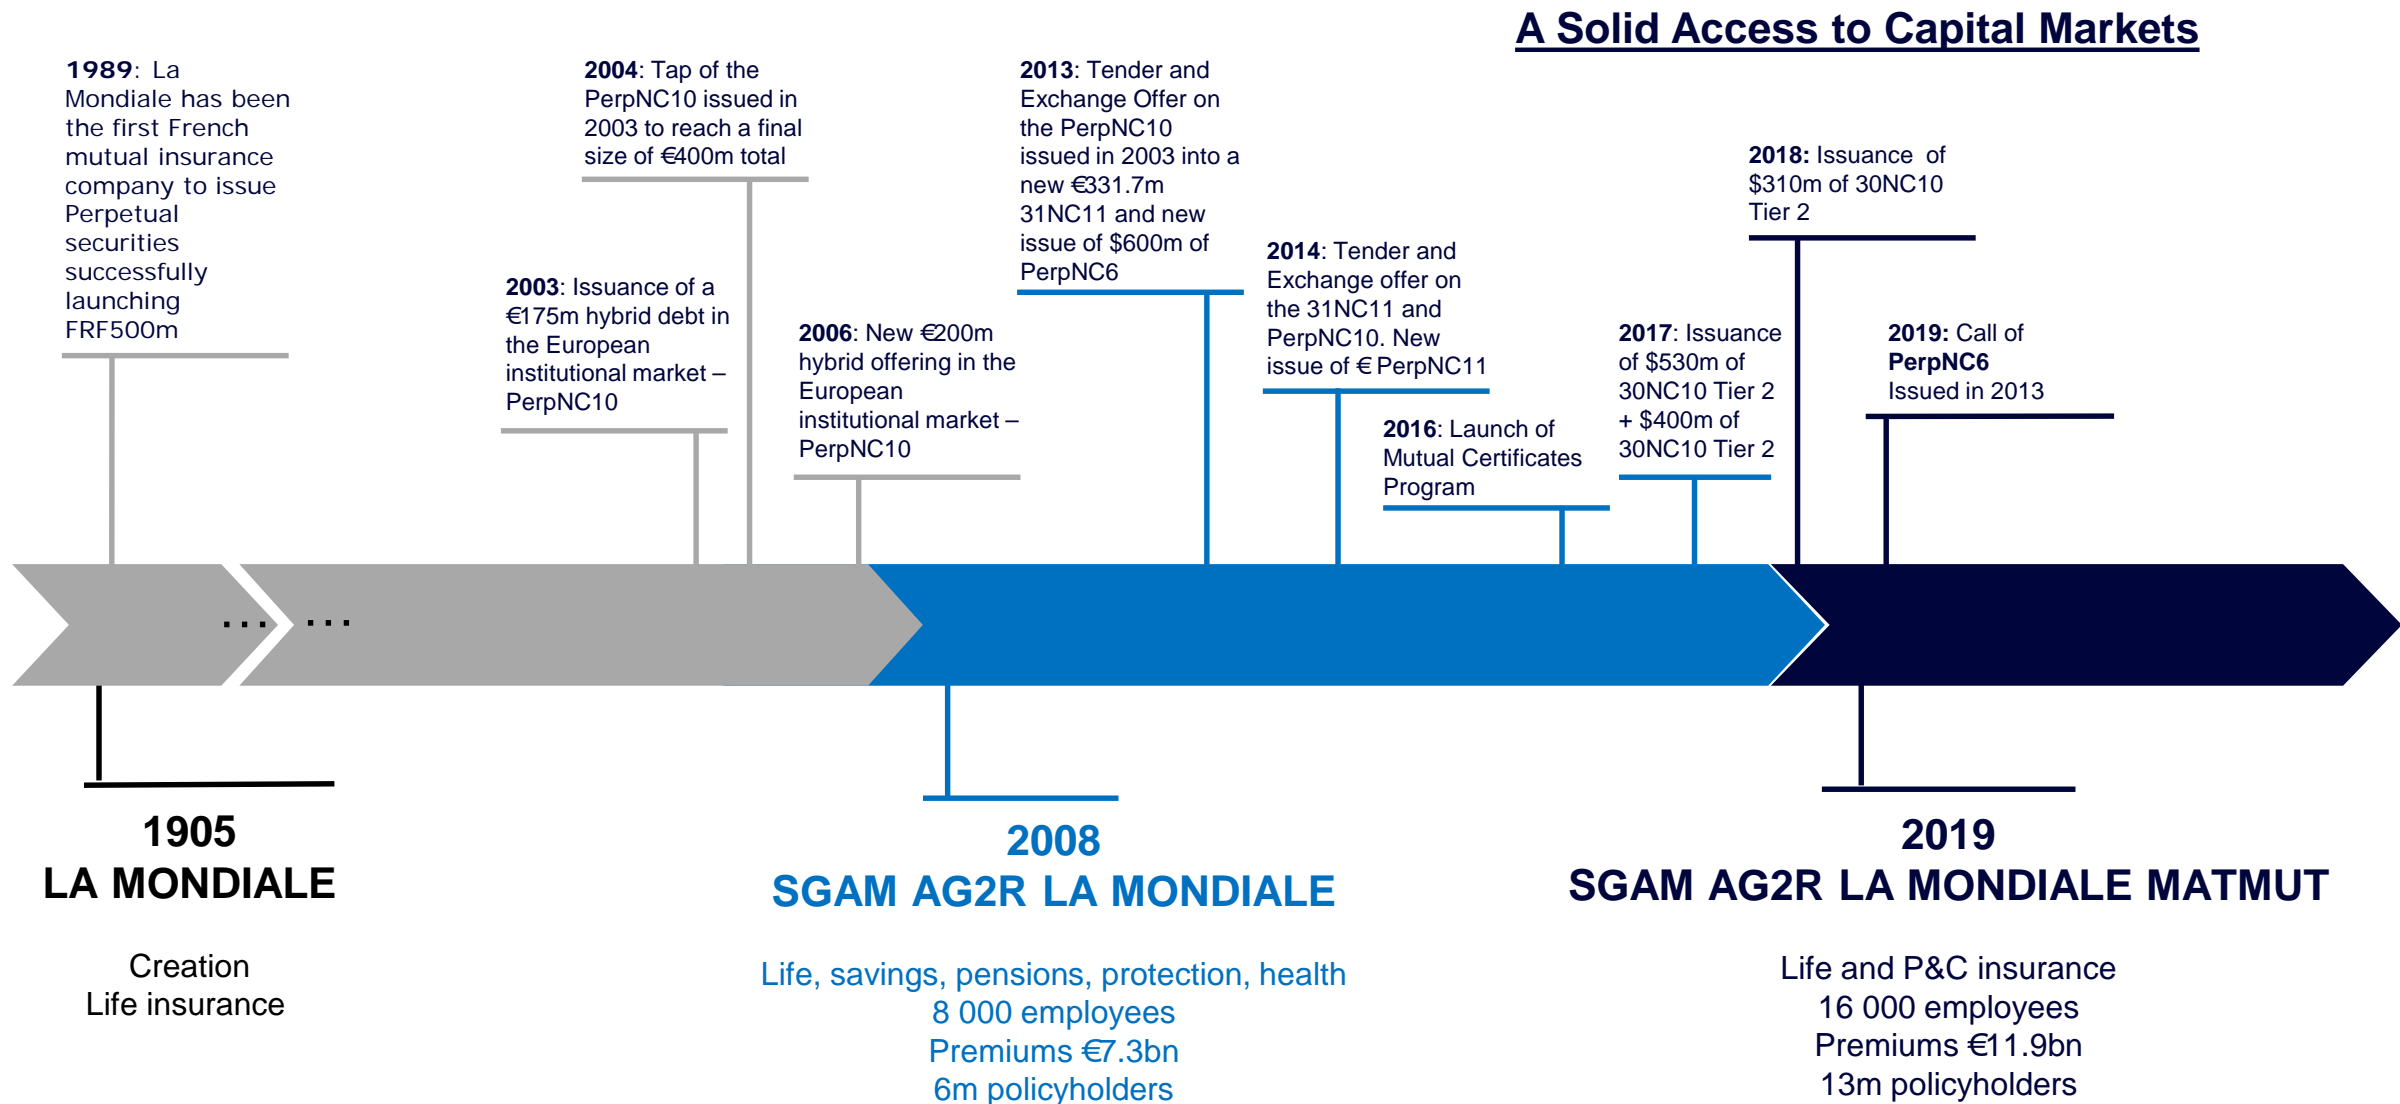 A Solid Access to Capital Markets
1989: La
Mondiale has been
the first French
mutual insurance
company to issue
Perpetual
securities
successfully
launching
FRF500m
2003: Issuance of a
€175m hybrid debt in
the European
institutional market –
PerpNC10
2004: Tap of the
PerpNC10 issued in
2003 to reach a final
size of €400m total
2006: New €200m
hybrid offering in the
European
institutional market –
PerpNC10
2013: Tender and
Exchange Offer on
the PerpNC10
issued in 2003 into a
new €331.7m
31NC11 and new
issue of $600m of
PerpNC6
2014: Tender and
Exchange offer on
the 31NC11 and
PerpNC10. New
issue of € PerpNC11
2016: Launch of
Mutual Certificates
Program
2017: Issuance
of $530m of
30NC10 Tier 2
+ $400m of
30NC10 Tier 2
2018: Issuance of
$310m of 30NC10
Tier 2
2019: Call of
PerpNC6
Issued in 2013
... ...
1905
LA MONDIALE
Creation
Life insurance
2008
SGAM AG2R LA MONDIALE
Life, savings, pensions, protection, health
8 000 employees
Premiums €7.3bn
6m policyholders
2019
SGAM AG2R LA MONDIALE MATMUT
Life and P&C insurance
16 000 employees
Premiums €11.9bn
13m policyholders